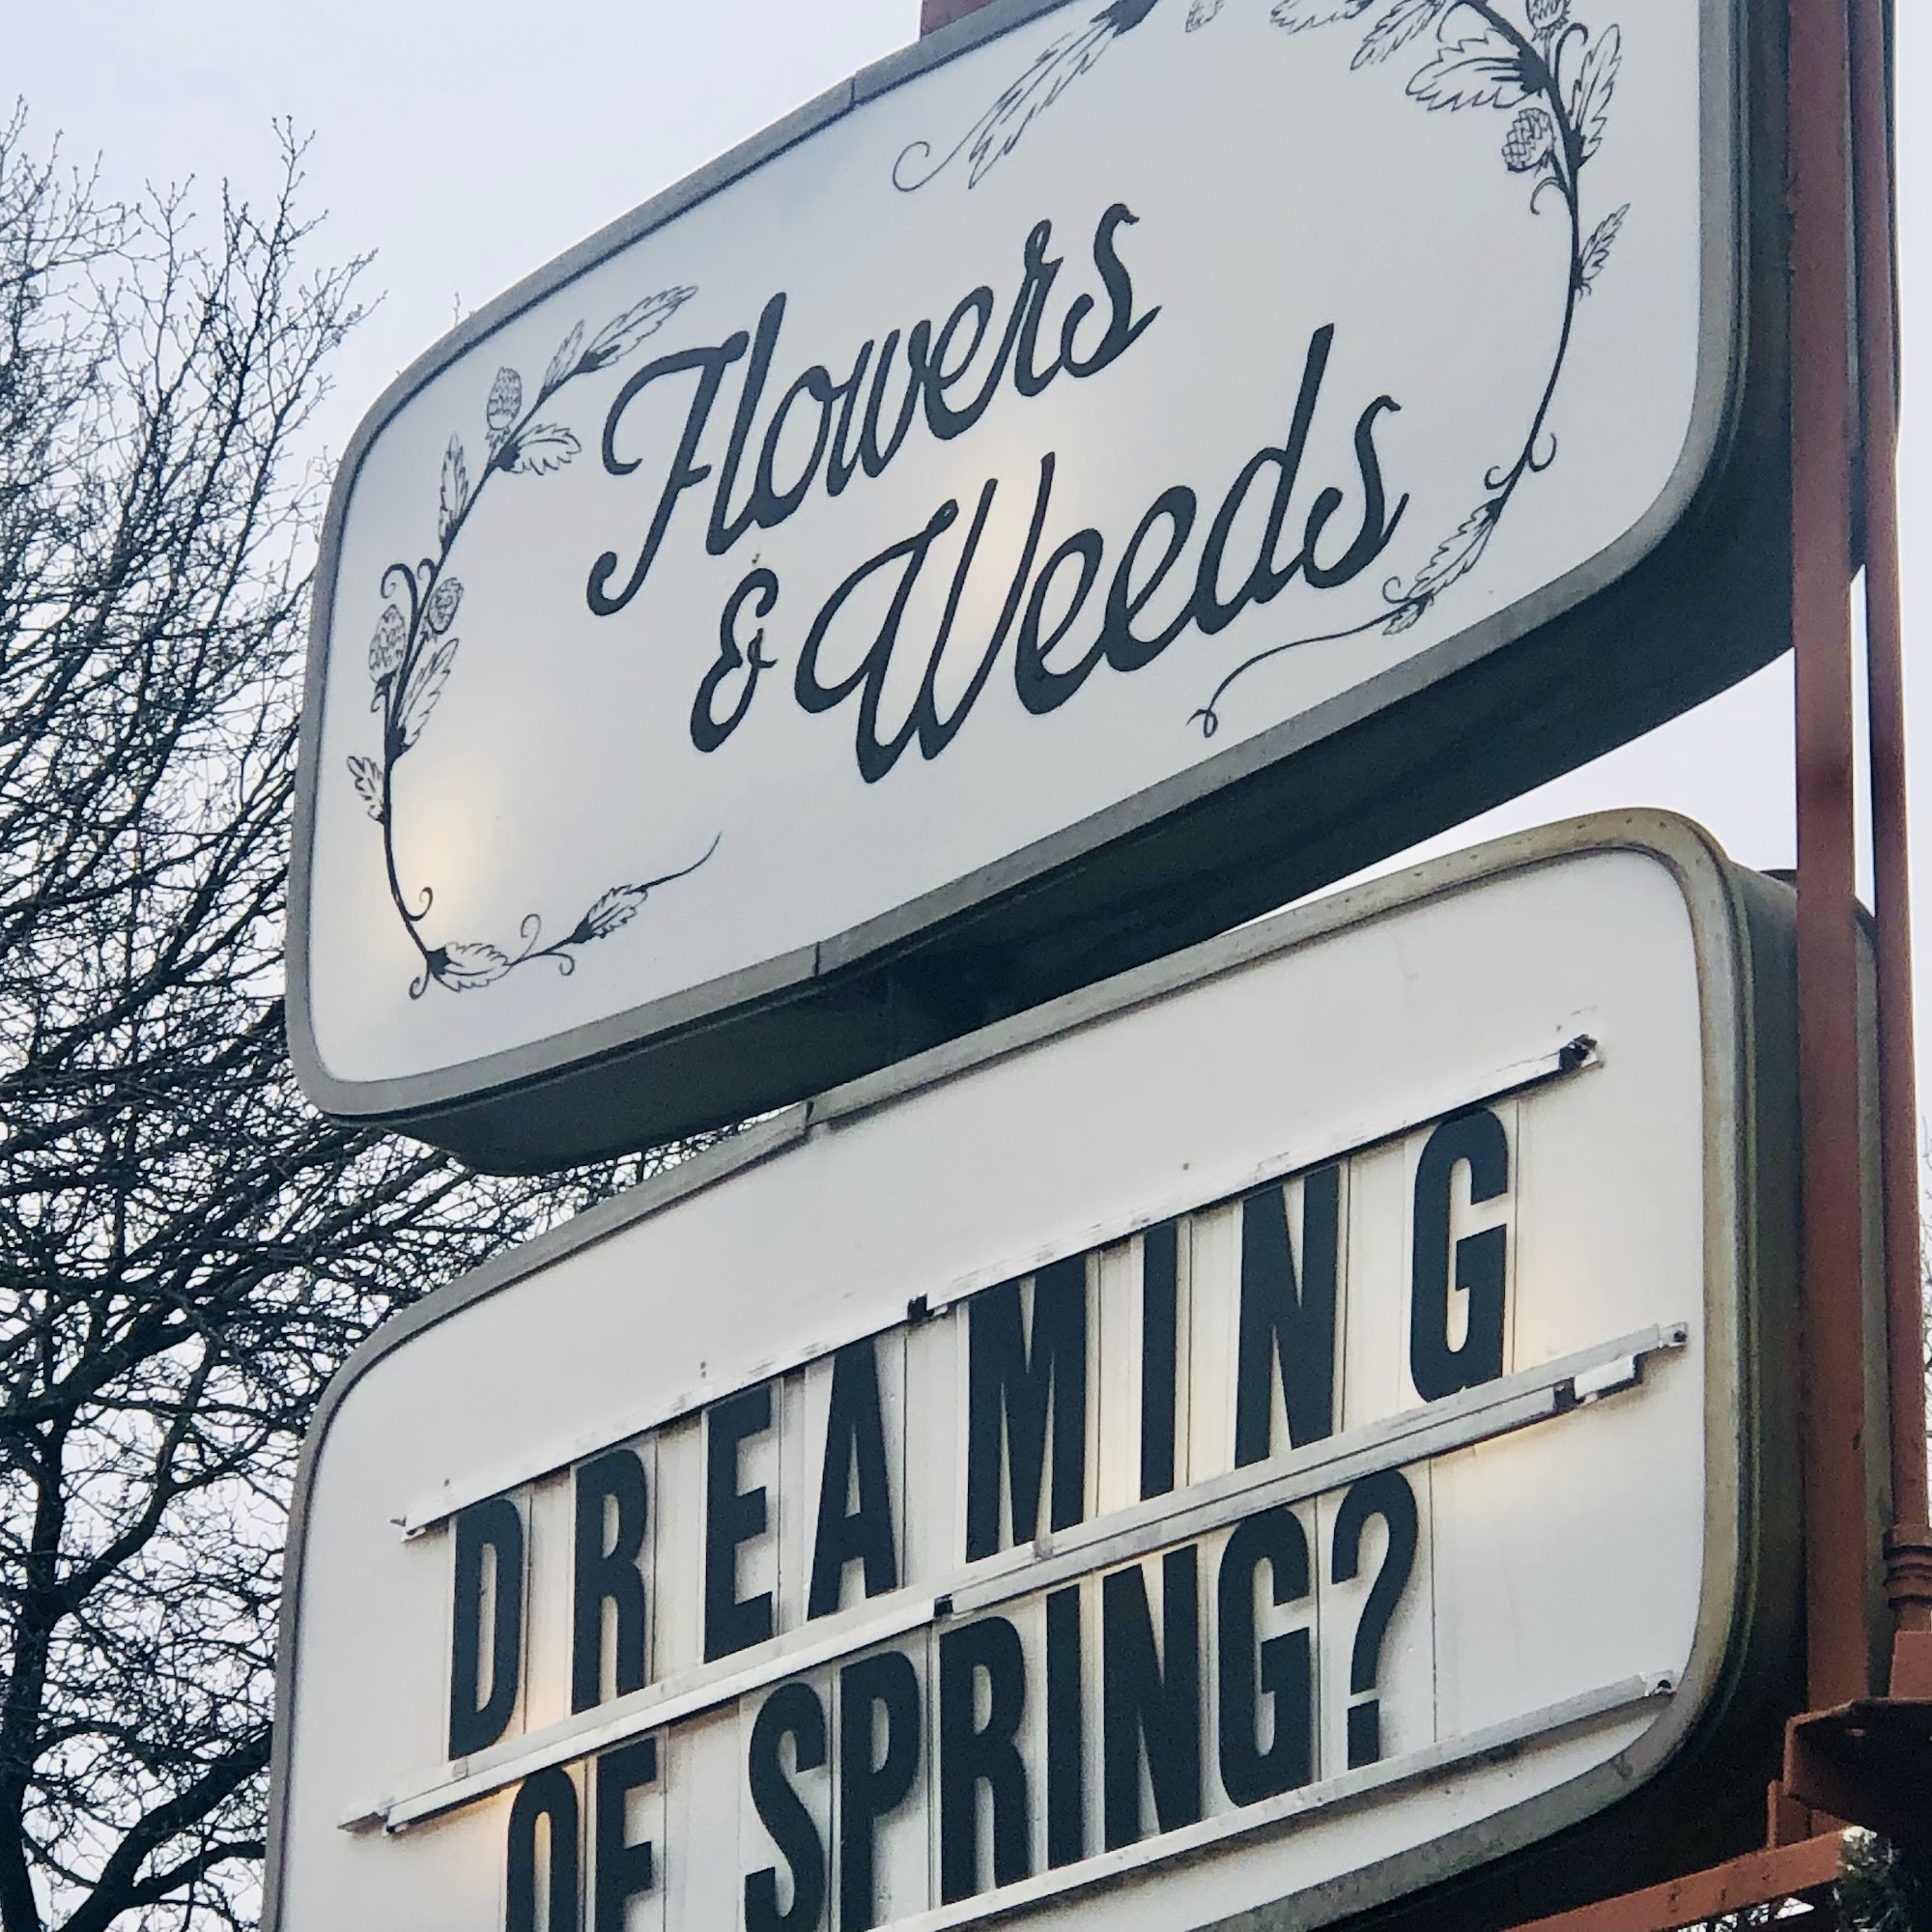 Flowers
& Weeds
DREAMING
OF SPRING?